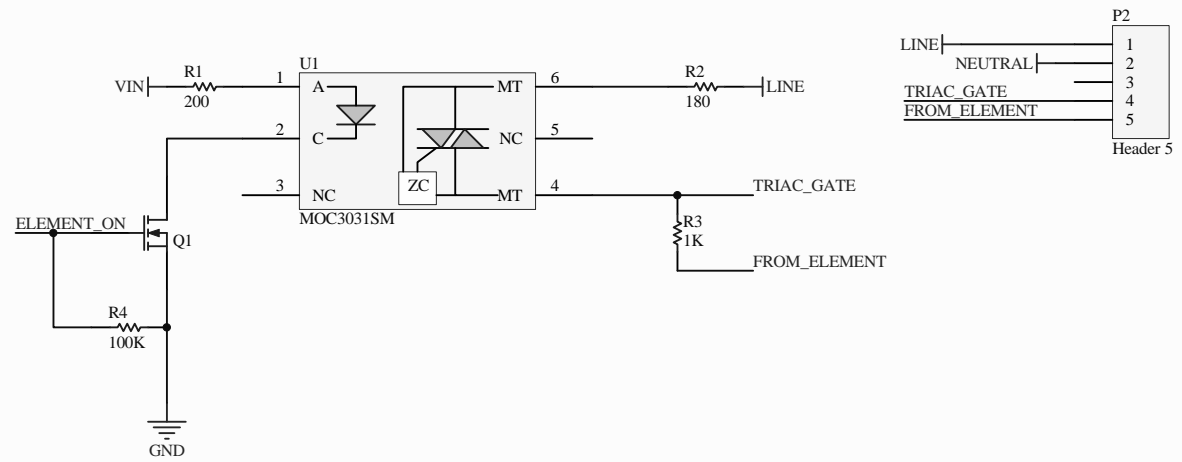 P2
LINE
1
NEUTRAL
2
3
TRIAC_GATE
4
FROM_ELEMENT
5
Header 5
U1
VIN
R1
200
1
A
MT
6
R2
180
LINE
2
C
NC
5
3
NC
ZC
MT
4
TRIAC_GATE
MOC3031SM
R3
1K
FROM_ELEMENT
ELEMENT_ON
Q1
R4
100K
GND